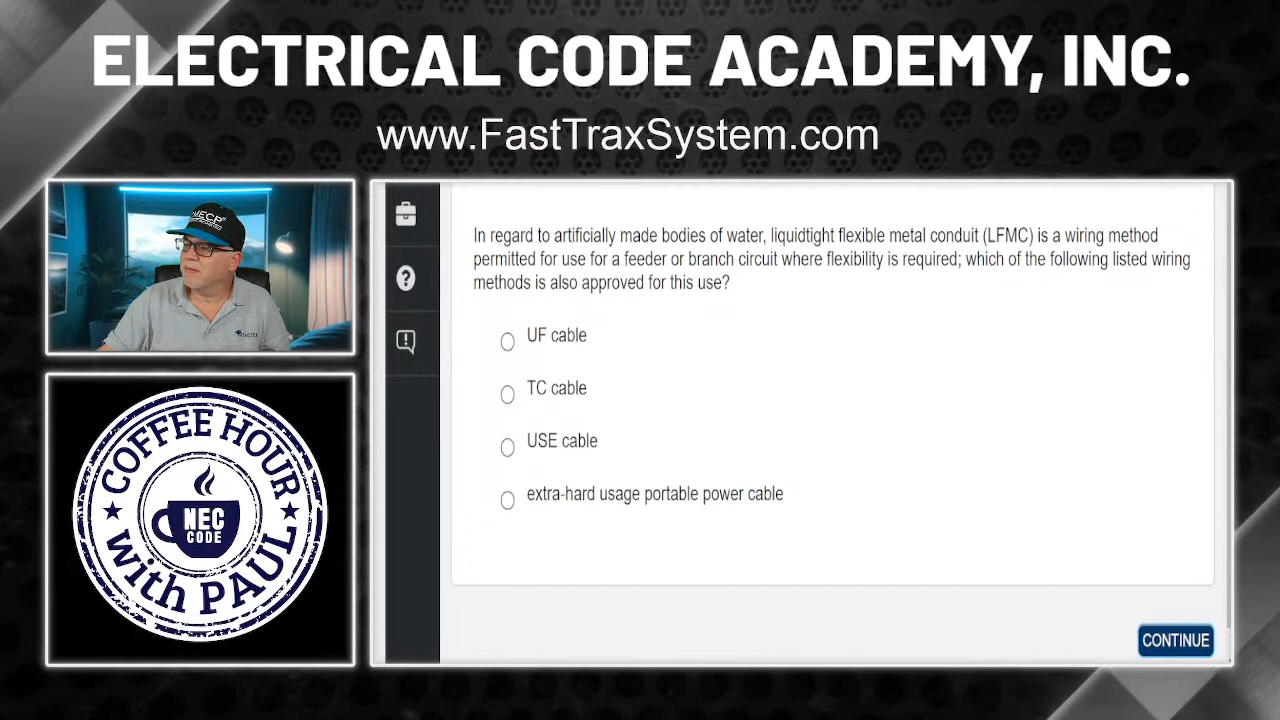 ELECTRICAL CODE ACADEMY, INC.
www.FastTraxSystem.com
In regard to artificially made bodies of water, liquidtight flexible metal conduit (LFMC) is a wiring method
permitted for use for a feeder or branch circuit where flexibility is required; which of the following listed wiring
methods is also approved for this use?
UF cable
TC cable
USE cable
extra-hard usage portable power cable
CONTINUE
COFFEE HOUR
NEC
CODE
with PAUL